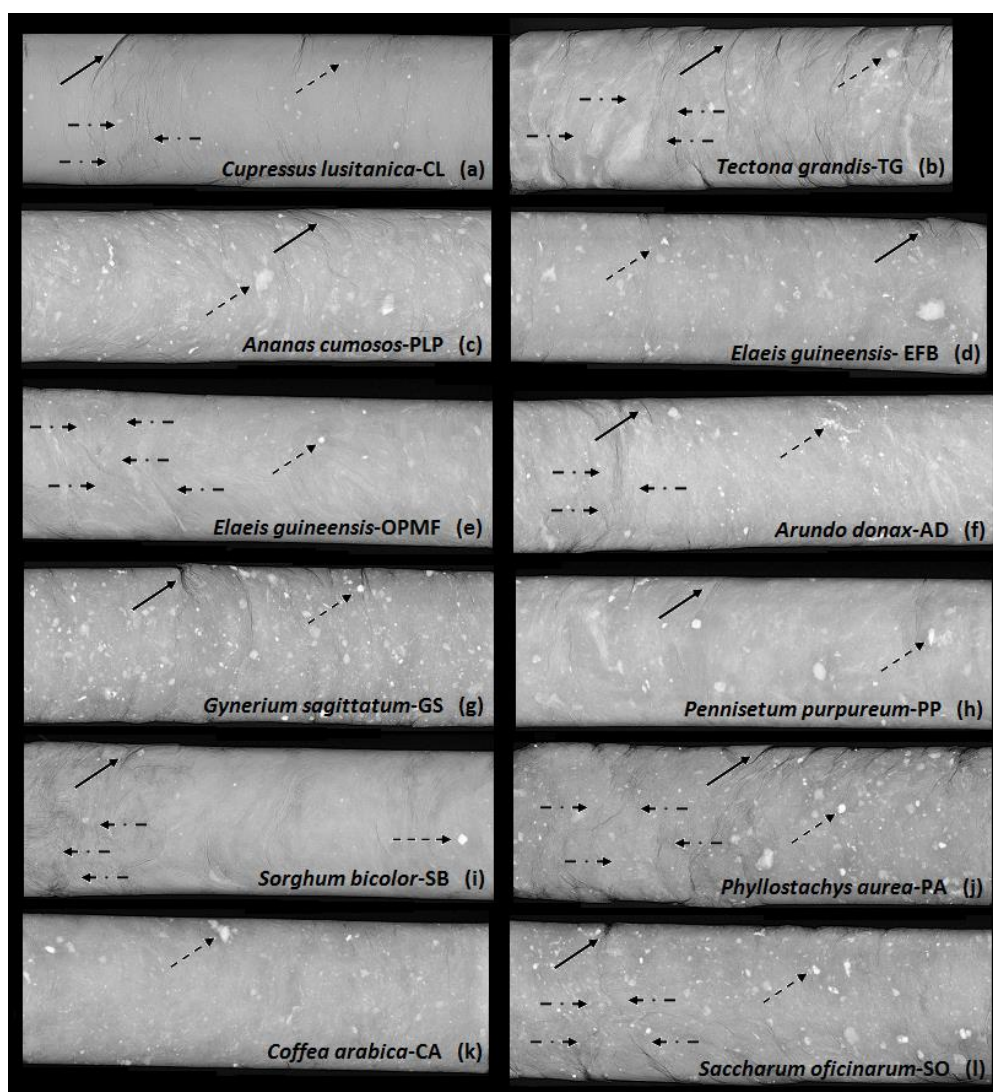 Cupressus lusitanica-CL (a)
Tectona grandis-TG (b)
Ananas cumosos-PLP (c)
Elaeis guineensis- EFB (d)
Elaeis guineensis-OPMF (e)
Arundo donax-AD (f)
Gynerium sagittatum-GS (g)
Pennisetum purpureum-PP (h)
Sorghum bicolor-SB (i)
Phyllostachys aurea-PA (j)
Coffea arabica-CA (k)
Saccharum oficinarum-SO (l)